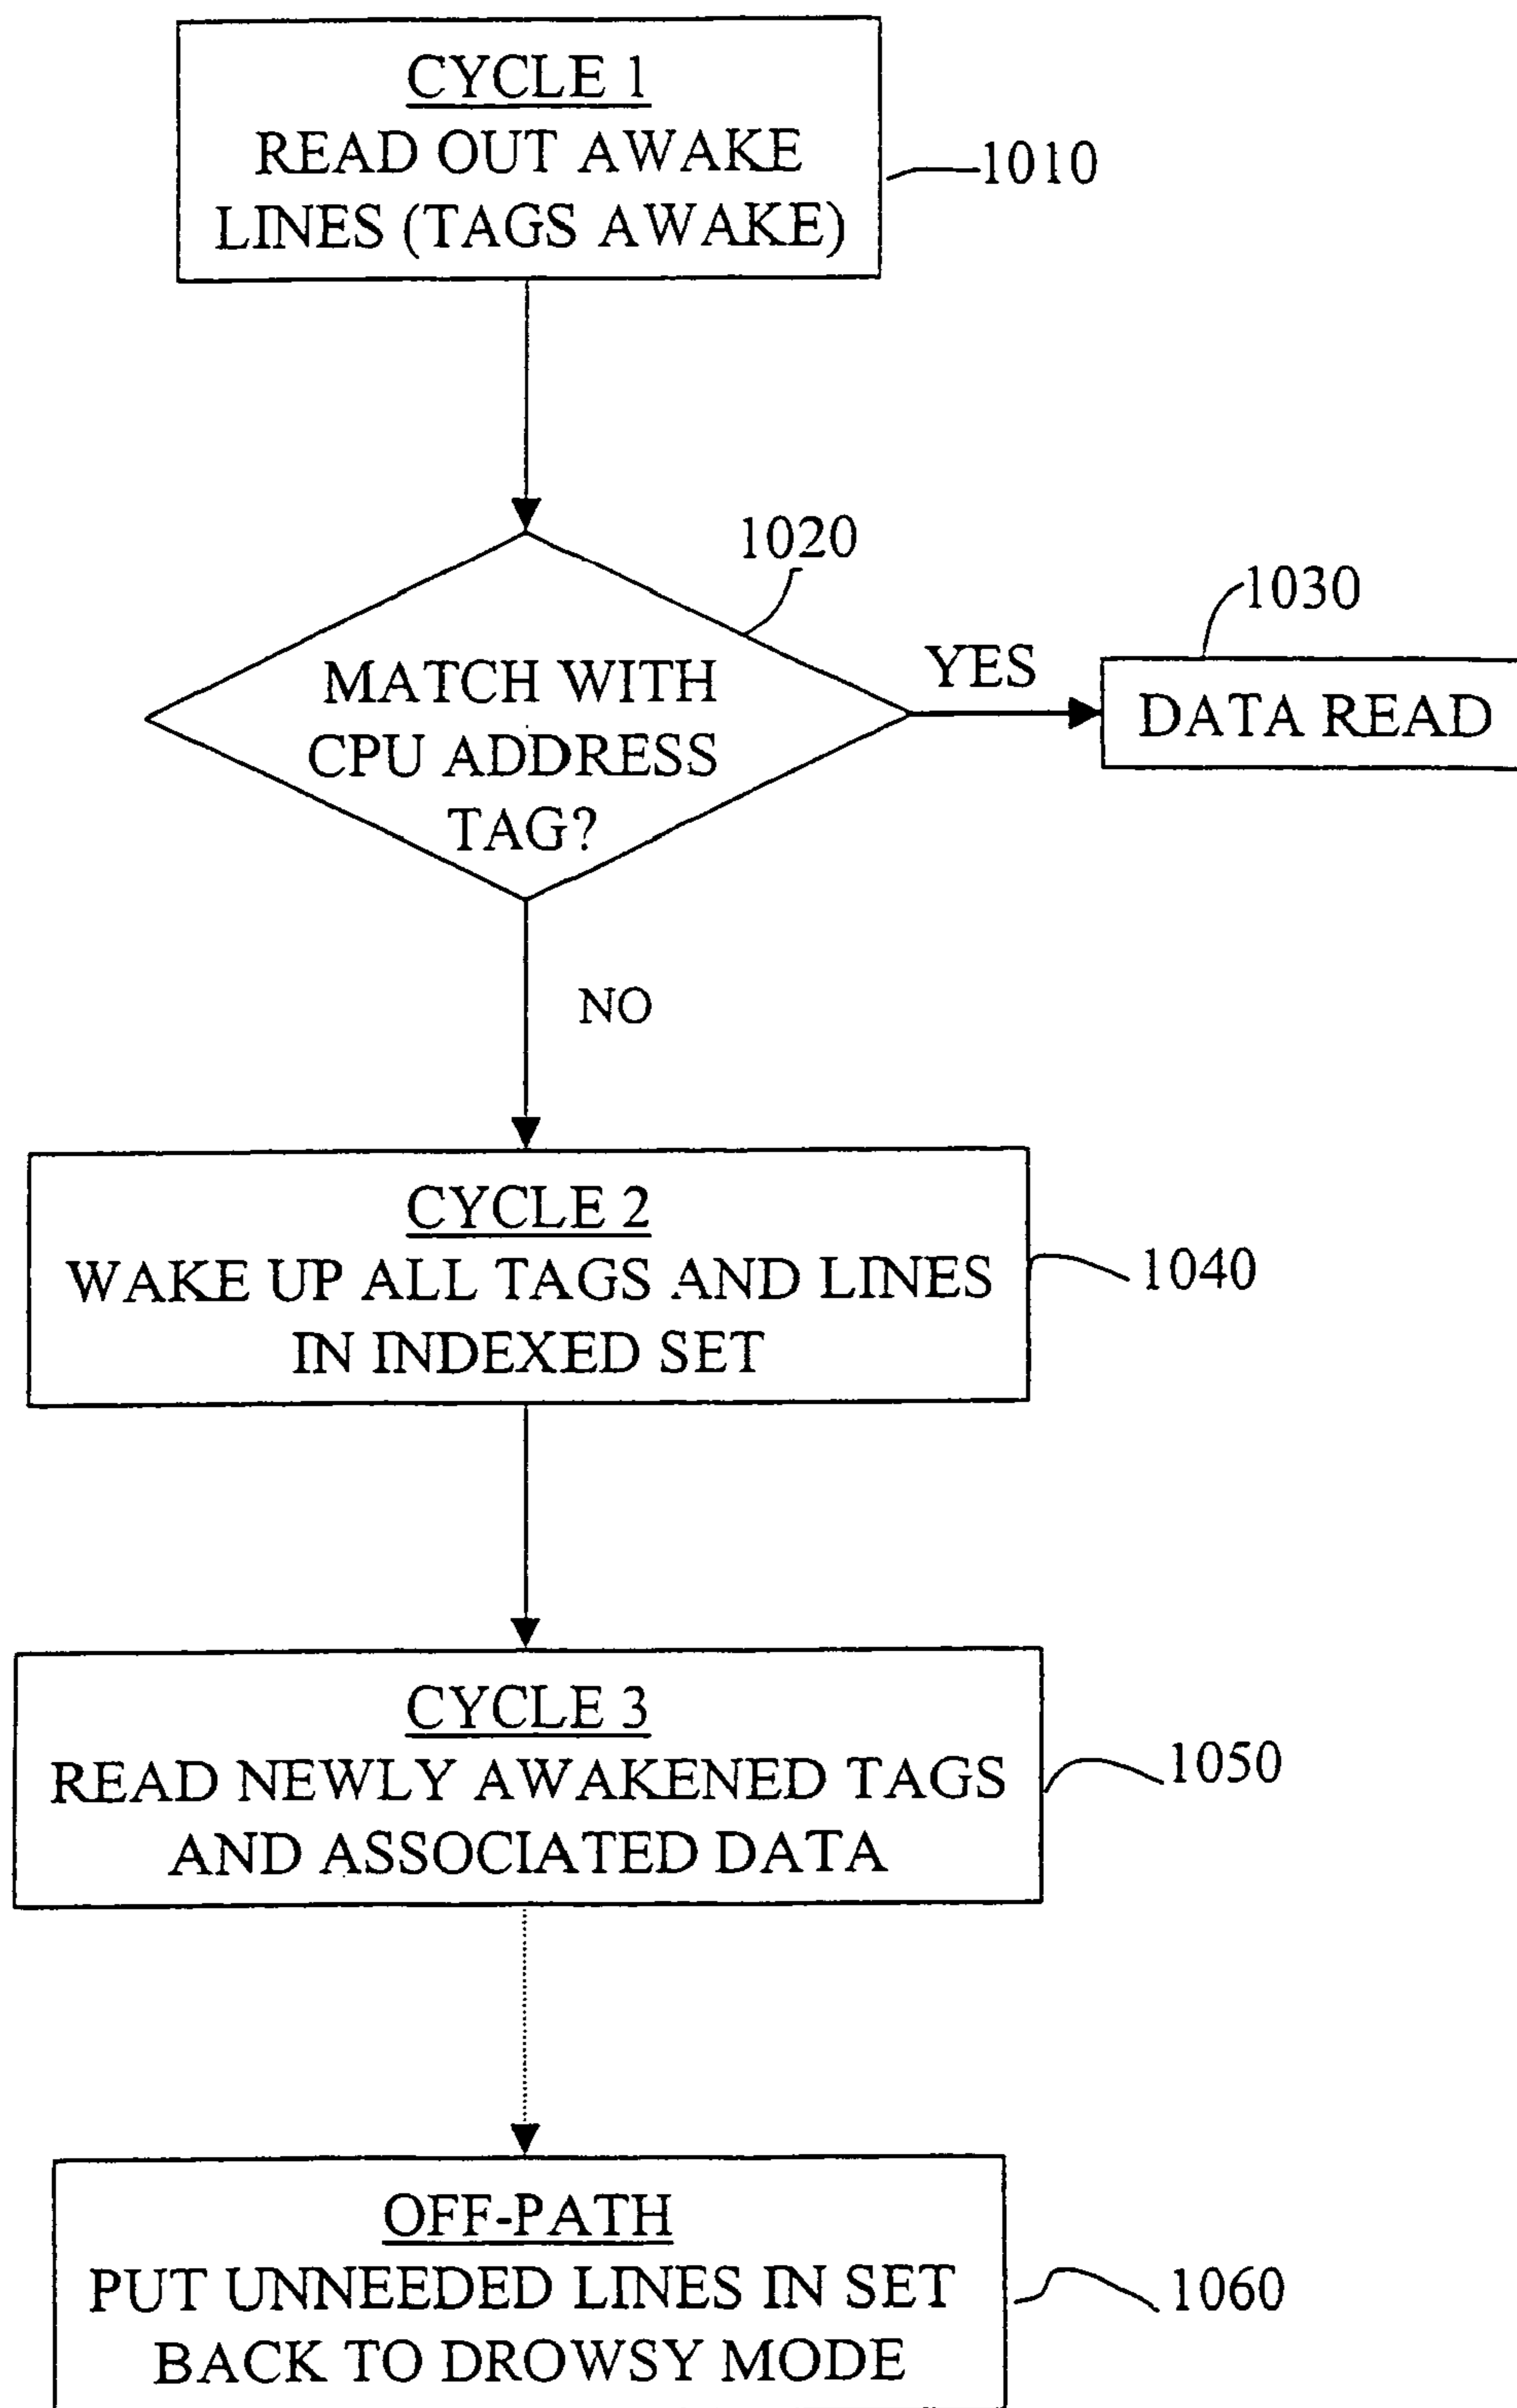 CYCLE 1
READ OUT AWAKE
LINES (TAGS AWAKE)
1010
1020
MATCH WITH
CPU ADDRESS
TAG?
YES
1030
DATA READ
NO
CYCLE 2
WAKE UP ALL TAGS AND LINES
IN INDEXED SET
1040
CYCLE 3
READ NEWLY AWAKENED TAGS
AND ASSOCIATED DATA
1050
OFF-PATH
PUT UNNEEDED LINES IN SET
BACK TO DROWSY MODE
1060